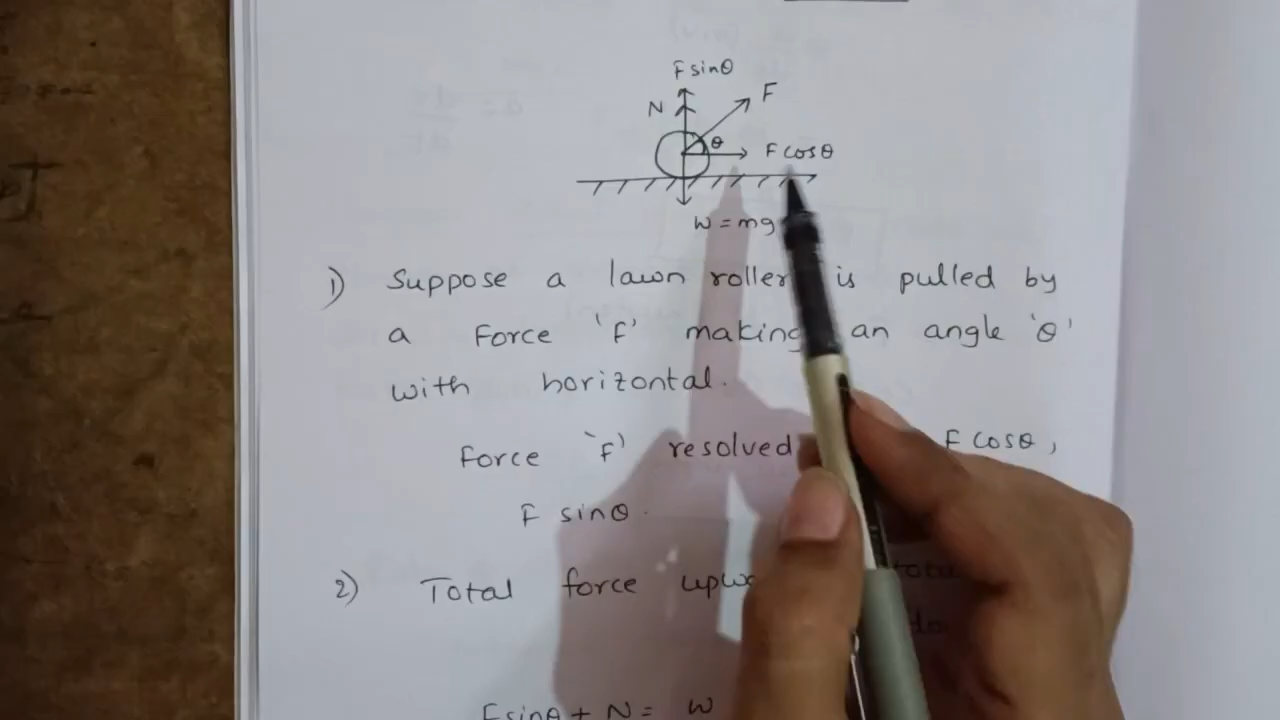 F sinθ
N F
θ F cosθ
W = mg
1) Suppose a lawn roller is pulled by
a Force 'F' making an angle 'θ'
with horizontal.
Force 'F' resolved F Cosθ,
F sinθ.
2) Total force
Fsinθ + N = W